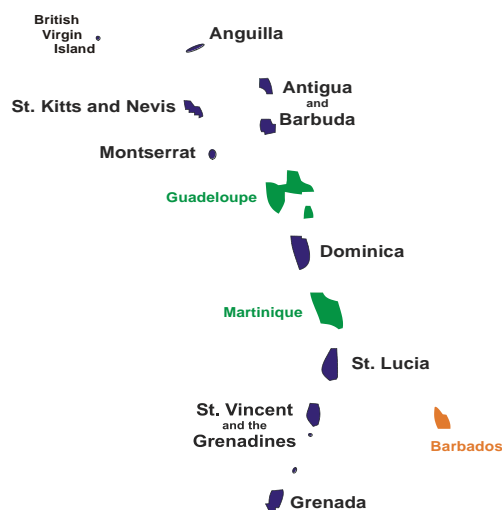 British
Virgin
Island
Anguilla
Antigua
and
Barbuda
St. Kitts and Nevis
Montserrat
Guadeloupe
Dominica
Martinique
St. Lucia
St. Vincent
and the
Grenadines
Barbados
Grenada